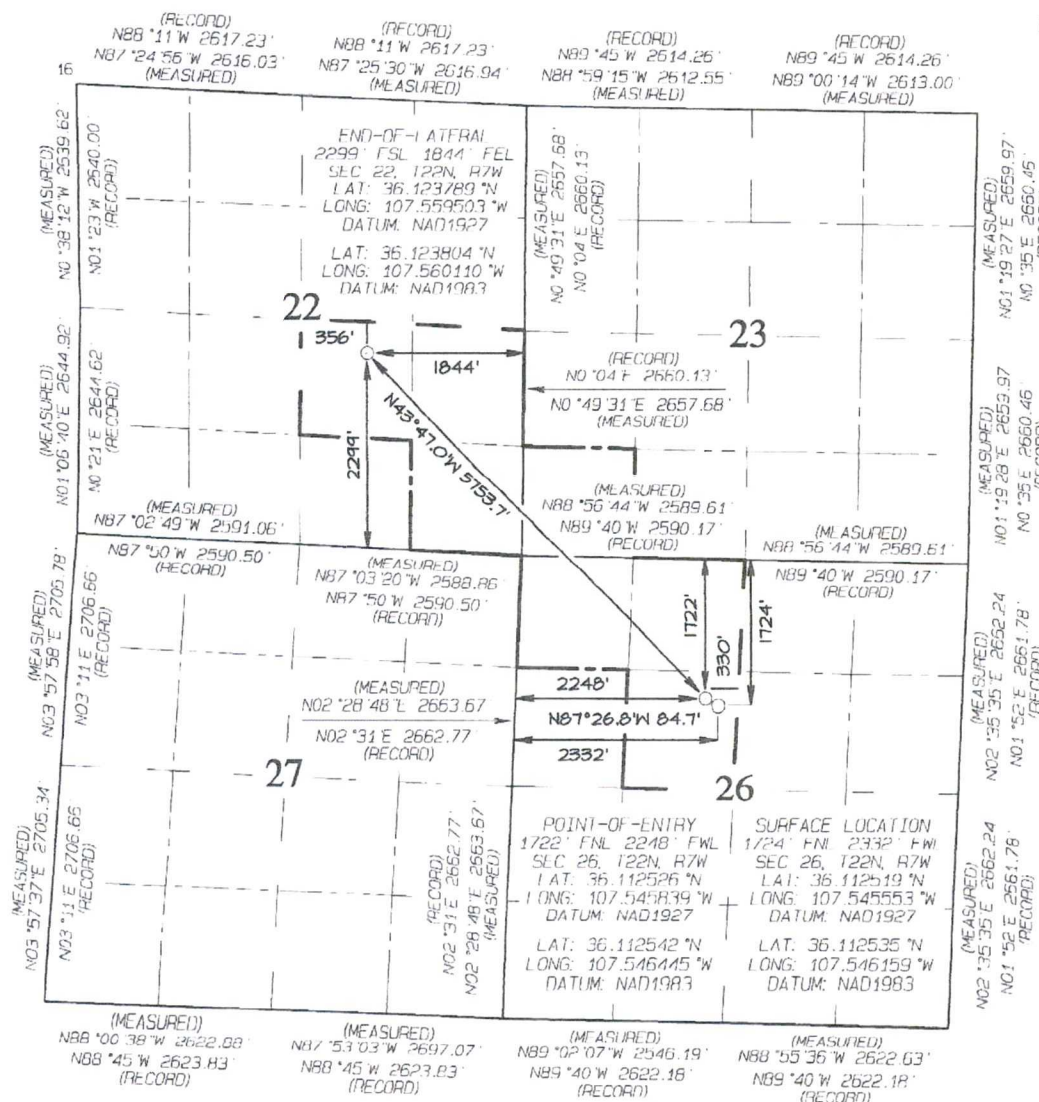 (RECORD)
N88°11'W 2617.23'
N87°24'56"W 2616.03'
(MEASURED)
(RECORD)
N88°11'W 2617.23'
N87°25'30"W 2616.94'
(MEASURED)
(RECORD)
N89°45'W 2614.26'
N88°59'15"W 2612.55'
(MEASURED)
(RECORD)
N89°45'W 2614.26'
N89°00'14"W 2613.00'
(MEASURED)
16
(MEASURED)
N0°38'12"W 2639.62'
N01°23'W 2640.00'
(RECORD)
END-OF-LATERAL
2299' FSL 1844' FEL
SEC 22, T22N, R7W
LAT: 36.123789°N
LONG: 107.559503°W
DATUM: NAD1927
LAT: 36.123804°N
LONG: 107.560110°W
DATUM: NAD1983
(MEASURED)
N0°49'31"E 2657.68'
N0°04'E 2660.13'
(RECORD)
(MEASURED)
N01°19'27"E 2659.97
N0°35'E 2660.46'
22
23
356'
1844'
(RECORD)
N0°04'E 2660.13'
N0°49'31"E 2657.68'
(MEASURED)
(MEASURED)
N01°06'40"E 2644.92'
N0°21'E 2644.62'
(RECORD)
2299'
N43°47.0'W 5753.7'
(MEASURED)
N01°19'28"E 2659.97
N0°35'E 2660.46'
(MEASURED)
N87°02'49"W 2591.06'
N87°50'W 2590.50'
(RECORD)
(MEASURED)
N88°56'44"W 2589.61'
N89°40'W 2590.17'
(RECORD)
(MEASURED)
N88°56'44"W 2589.61'
N89°40'W 2590.17'
(RECORD)
(MEASURED)
N87°03'20"W 2588.86'
N87°50'W 2590.50'
(RECORD)
(MEASURED)
N03°57'58"E 2705.78'
N03°11'E 2706.66'
(RECORD)
1722'
330'
1724'
(MEASURED)
N02°35'35"E 2662.24
N01°52'E 2661.78'
(RECORD)
2248'
(MEASURED)
N02°28'48"E 2663.67
N02°31'E 2662.77'
(RECORD)
N87°26.8'W 84.7'
2332'
27
26
(MEASURED)
N03°57'37"E 2705.34'
N03°11'E 2706.66
(RECORD)
(RECORD)
N02°31'E 2662.77'
N02°28'48"E 2663.67'
(MEASURED)
POINT-OF-ENTRY
1722' FNL 2248' FWL
SEC 26, T22N, R7W
LAT: 36.112526°N
LONG: 107.545839°W
DATUM: NAD1927
LAT: 36.112542°N
LONG: 107.546445°W
DATUM: NAD1983
SURFACE LOCATION
1724' FNL 2332' FWL
SEC 26, T22N, R7W
LAT: 36.112519°N
LONG: 107.545553°W
DATUM: NAD1927
LAT: 36.112535°N
LONG: 107.546159°W
DATUM: NAD1983
(MEASURED)
N02°35'35"E 2662.24
N01°52'E 2661.78'
(RECORD)
(MEASURED)
N88°00'38"W 2622.88'
N88°45'W 2623.83'
(RECORD)
(MEASURED)
N87°53'03"W 2697.07'
N88°45'W 2623.83'
(RECORD)
(MEASURED)
N89°02'07"W 2546.19'
N89°40'W 2622.18'
(RECORD)
(MEASURED)
N88°55'36"W 2622.63'
N89°40'W 2622.18'
(RECORD)